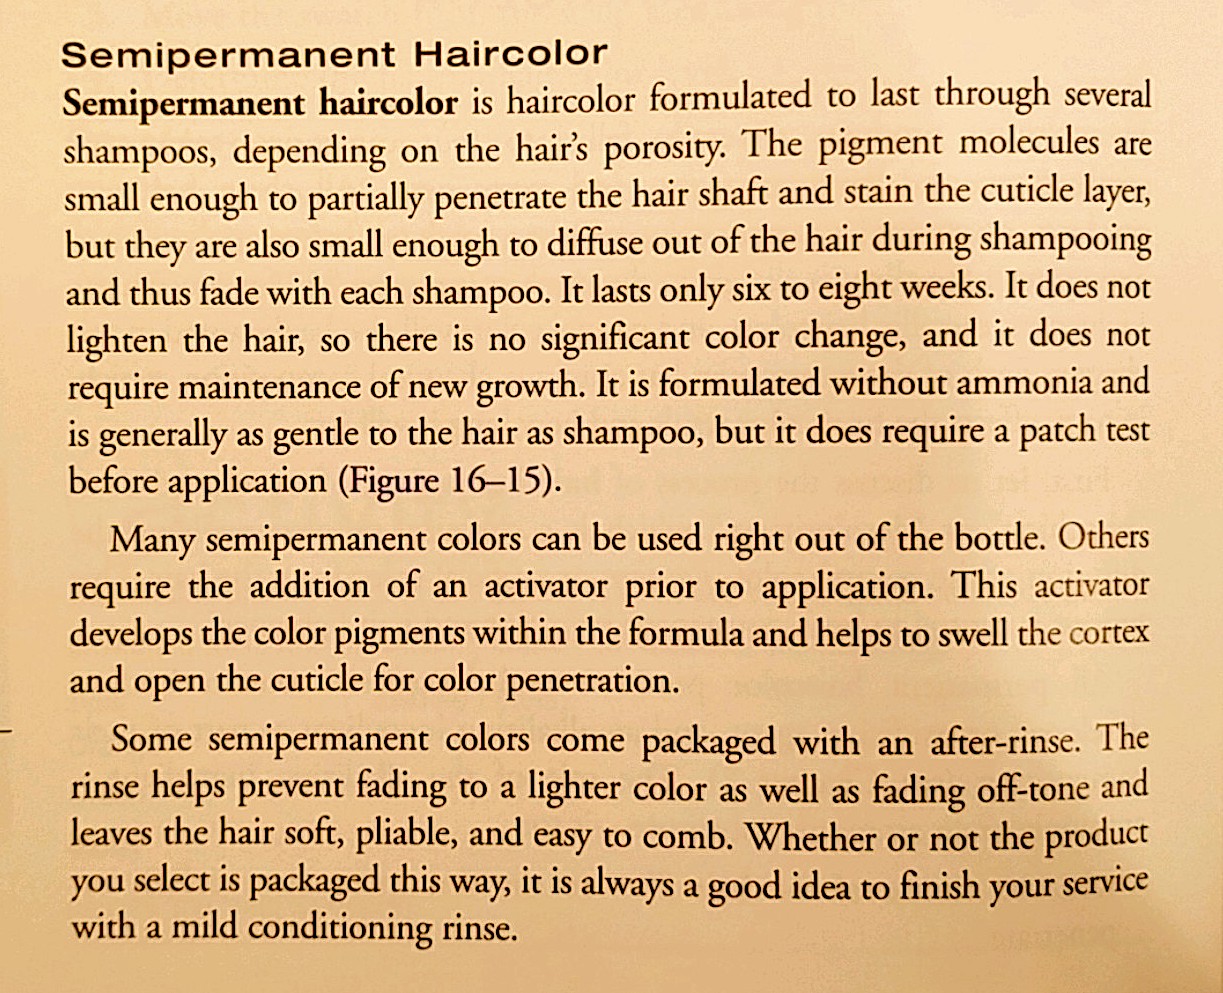 Semipermanent Haircolor
Semipermanent haircolor is haircolor formulated to last through several
shampoos, depending on the hair's porosity. The pigment molecules are
small enough to partially penetrate the hair shaft and stain the cuticle layer,
but they are also small enough to diffuse out of the hair during shampooing
and thus fade with each shampoo. It lasts only six to eight weeks. It does not
lighten the hair, so there is no significant color change, and it does not
require maintenance of new growth. It is formulated without ammonia and
is generally as gentle to the hair as shampoo, but it does require a patch test
before application (Figure 16–15).
Many semipermanent colors can be used right out of the bottle. Others
require the addition of an activator prior to application. This activator
develops the color pigments within the formula and helps to swell the cortex
and open the cuticle for color penetration.
Some semipermanent colors come packaged with an after-rinse. The
rinse helps prevent fading to a lighter color as well as fading off-tone and
leaves the hair soft, pliable, and easy to comb. Whether or not the product
you select is packaged this way, it is always a good idea to finish your service
with a mild conditioning rinse.